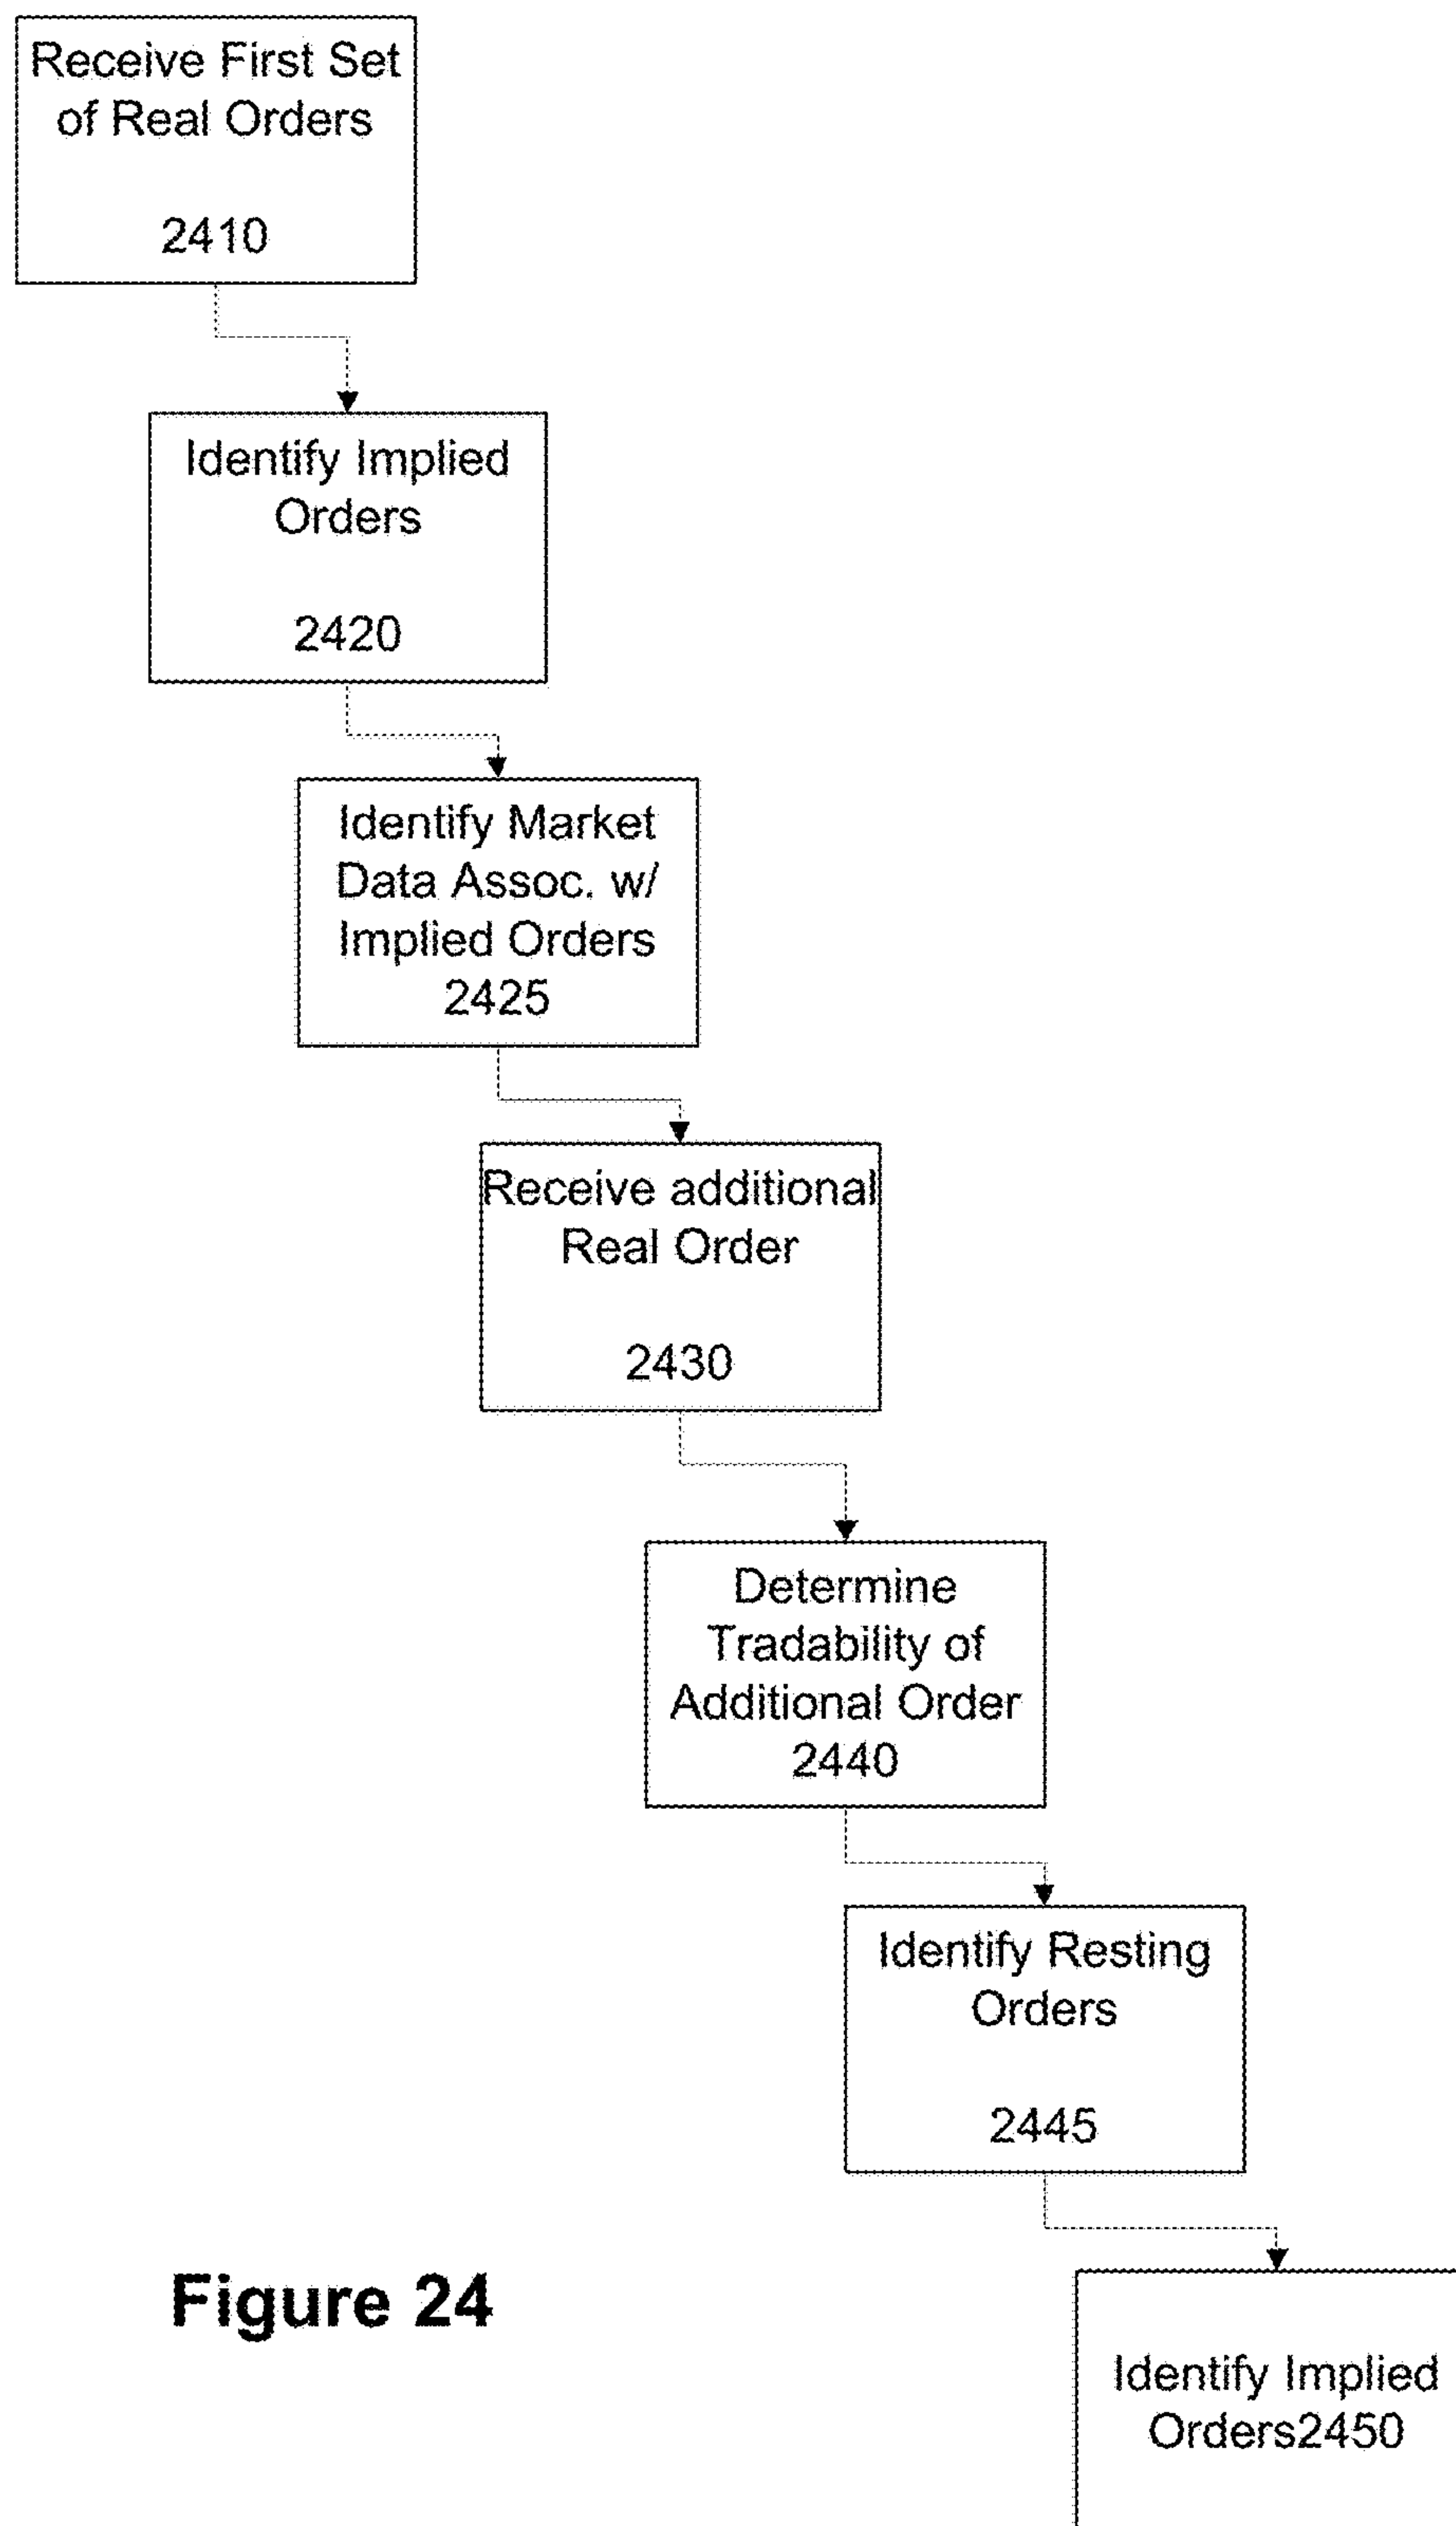 Receive First Set
of Real Orders
2410
Identify Implied
Orders
2420
Identify Market
Data Assoc. w/
Implied Orders
2425
Receive additional
Real Order
2430
Determine
Tradability of
Additional Order
2440
Identify Resting
Orders
2445
Figure 24
Identify Implied
Orders2450